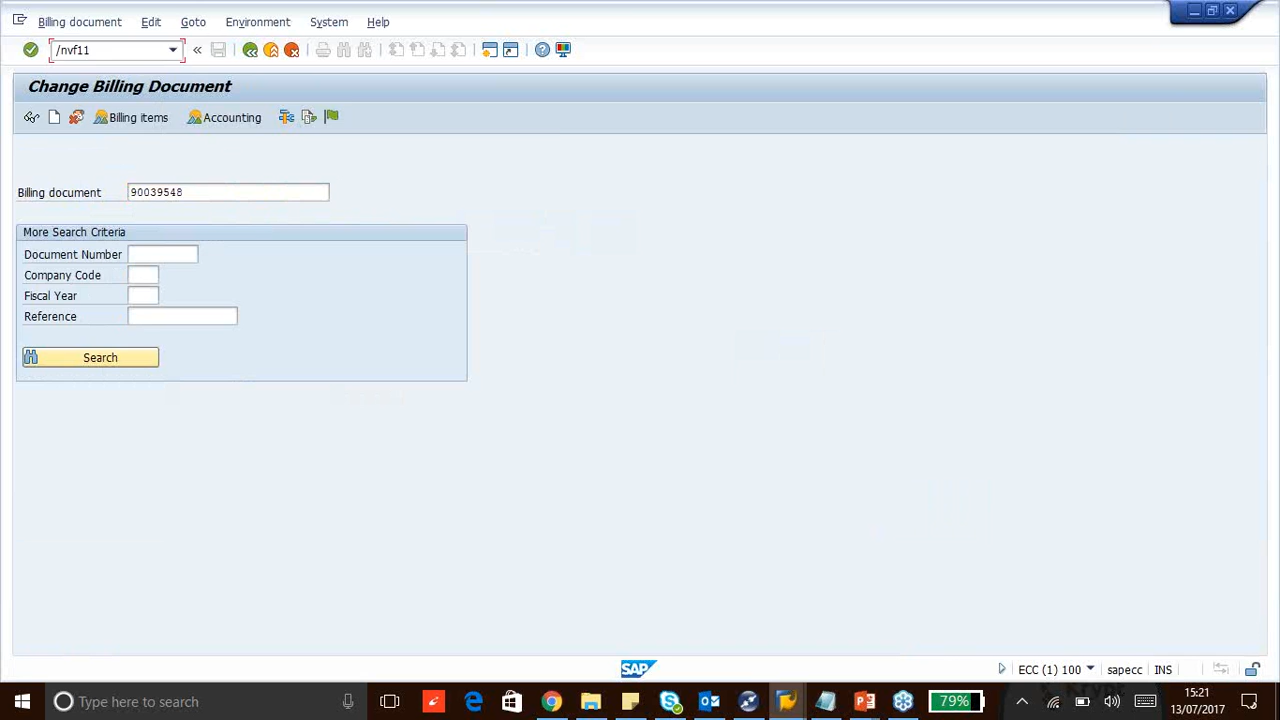 Billing document Edit Goto Environment System Help
/nvf11
Change Billing Document
Billing items Accounting
Billing document 90039548
More Search Criteria
Document Number
Company Code
Fiscal Year
Reference
Search
SAP
ECC (1) 100 sapecc INS
Type here to search
79%
15:21
13/07/2017